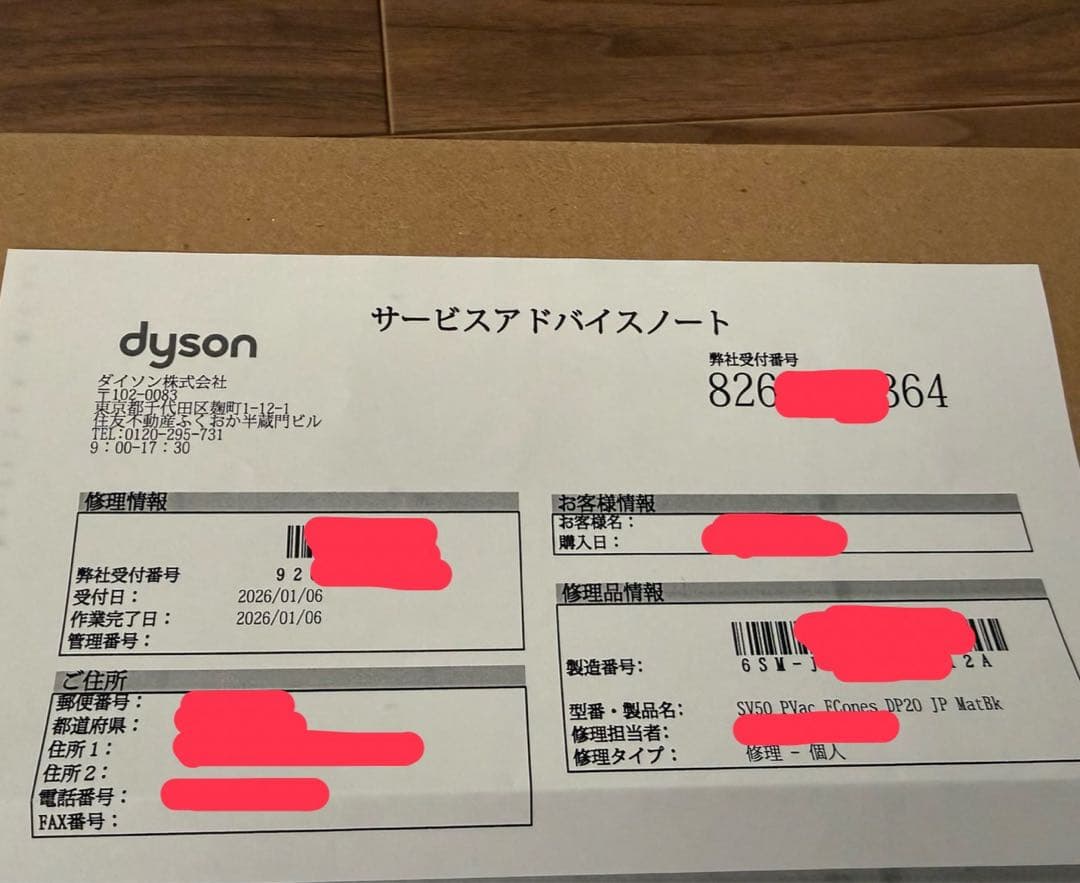 サービスアドバイスノート
dyson
ダイソン株式会社
〒102-0083
東京都千代田区麹町1-12-1
住友不動産ふくおか半蔵門ビル
TEL:0120-295-731
9:00-17:30
弊社受付番号
826 364
修理情報
92
弊社受付番号
受付日: 2026/01/06
作業完了日: 2026/01/06
管理番号:
ご住所
郵便番号:
都道府県:
住所1:
住所2:
電話番号:
FAX番号:
お客様情報
お客様名:
購入日:
修理品情報
製造番号: 6SM-J 12A
型番・製品名: SV50 PVac FCones DP20 JP MatBk
修理担当者:
修理タイプ: 修理 - 個人